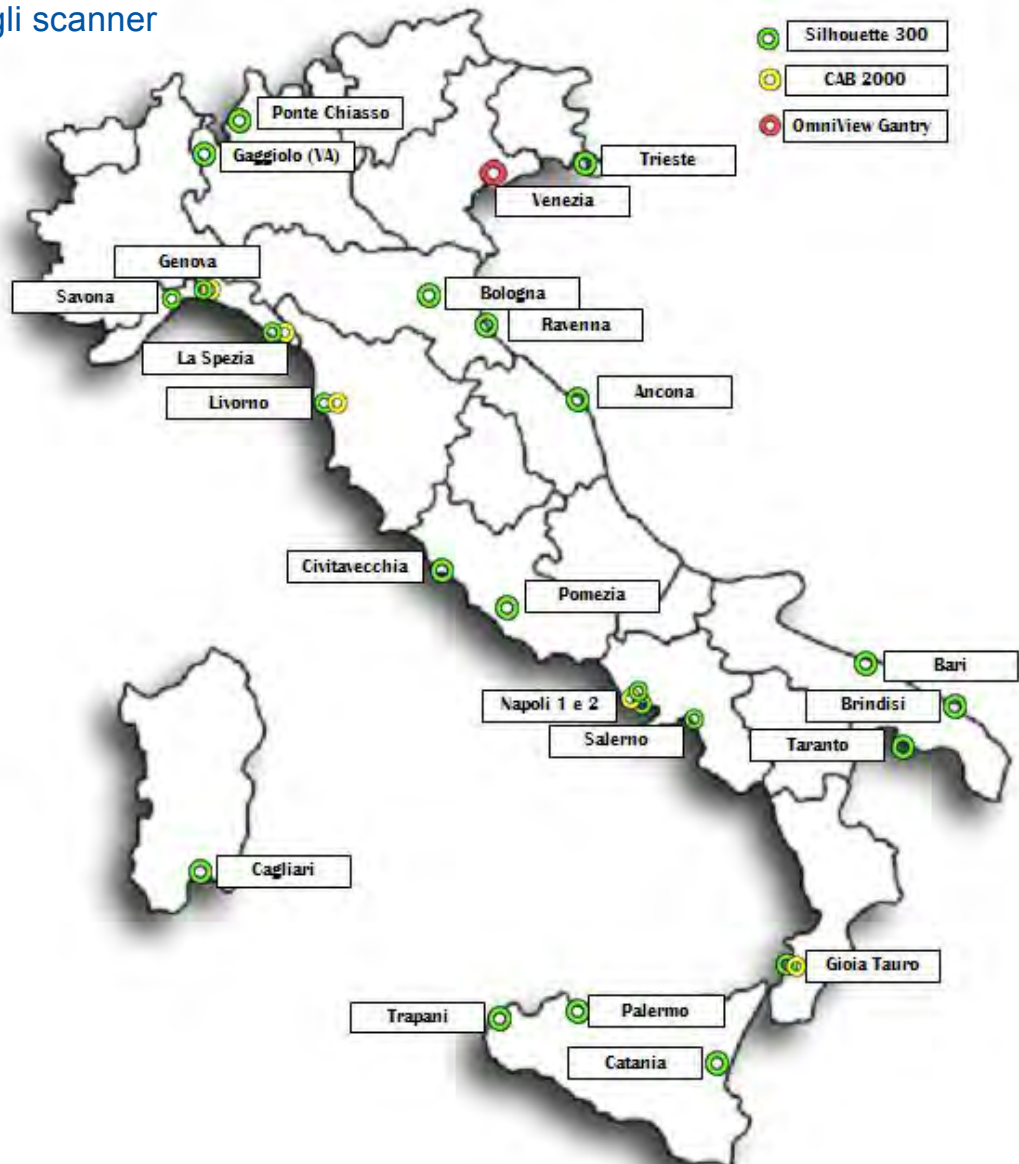 gli scanner
Silhouette 300
CAB 2000
OmniView Gantry
Ponte Chiasso
Gaggiolo (VA)
Trieste
Venezia
Genova
Savona
Bologna
Ravenna
La Spezia
Livorno
Ancona
Civitavecchia
Pomezia
Bari
Napoli 1 e 2
Brindisi
Salerno
Taranto
Cagliari
Gioia Tauro
Trapani
Palermo
Catania